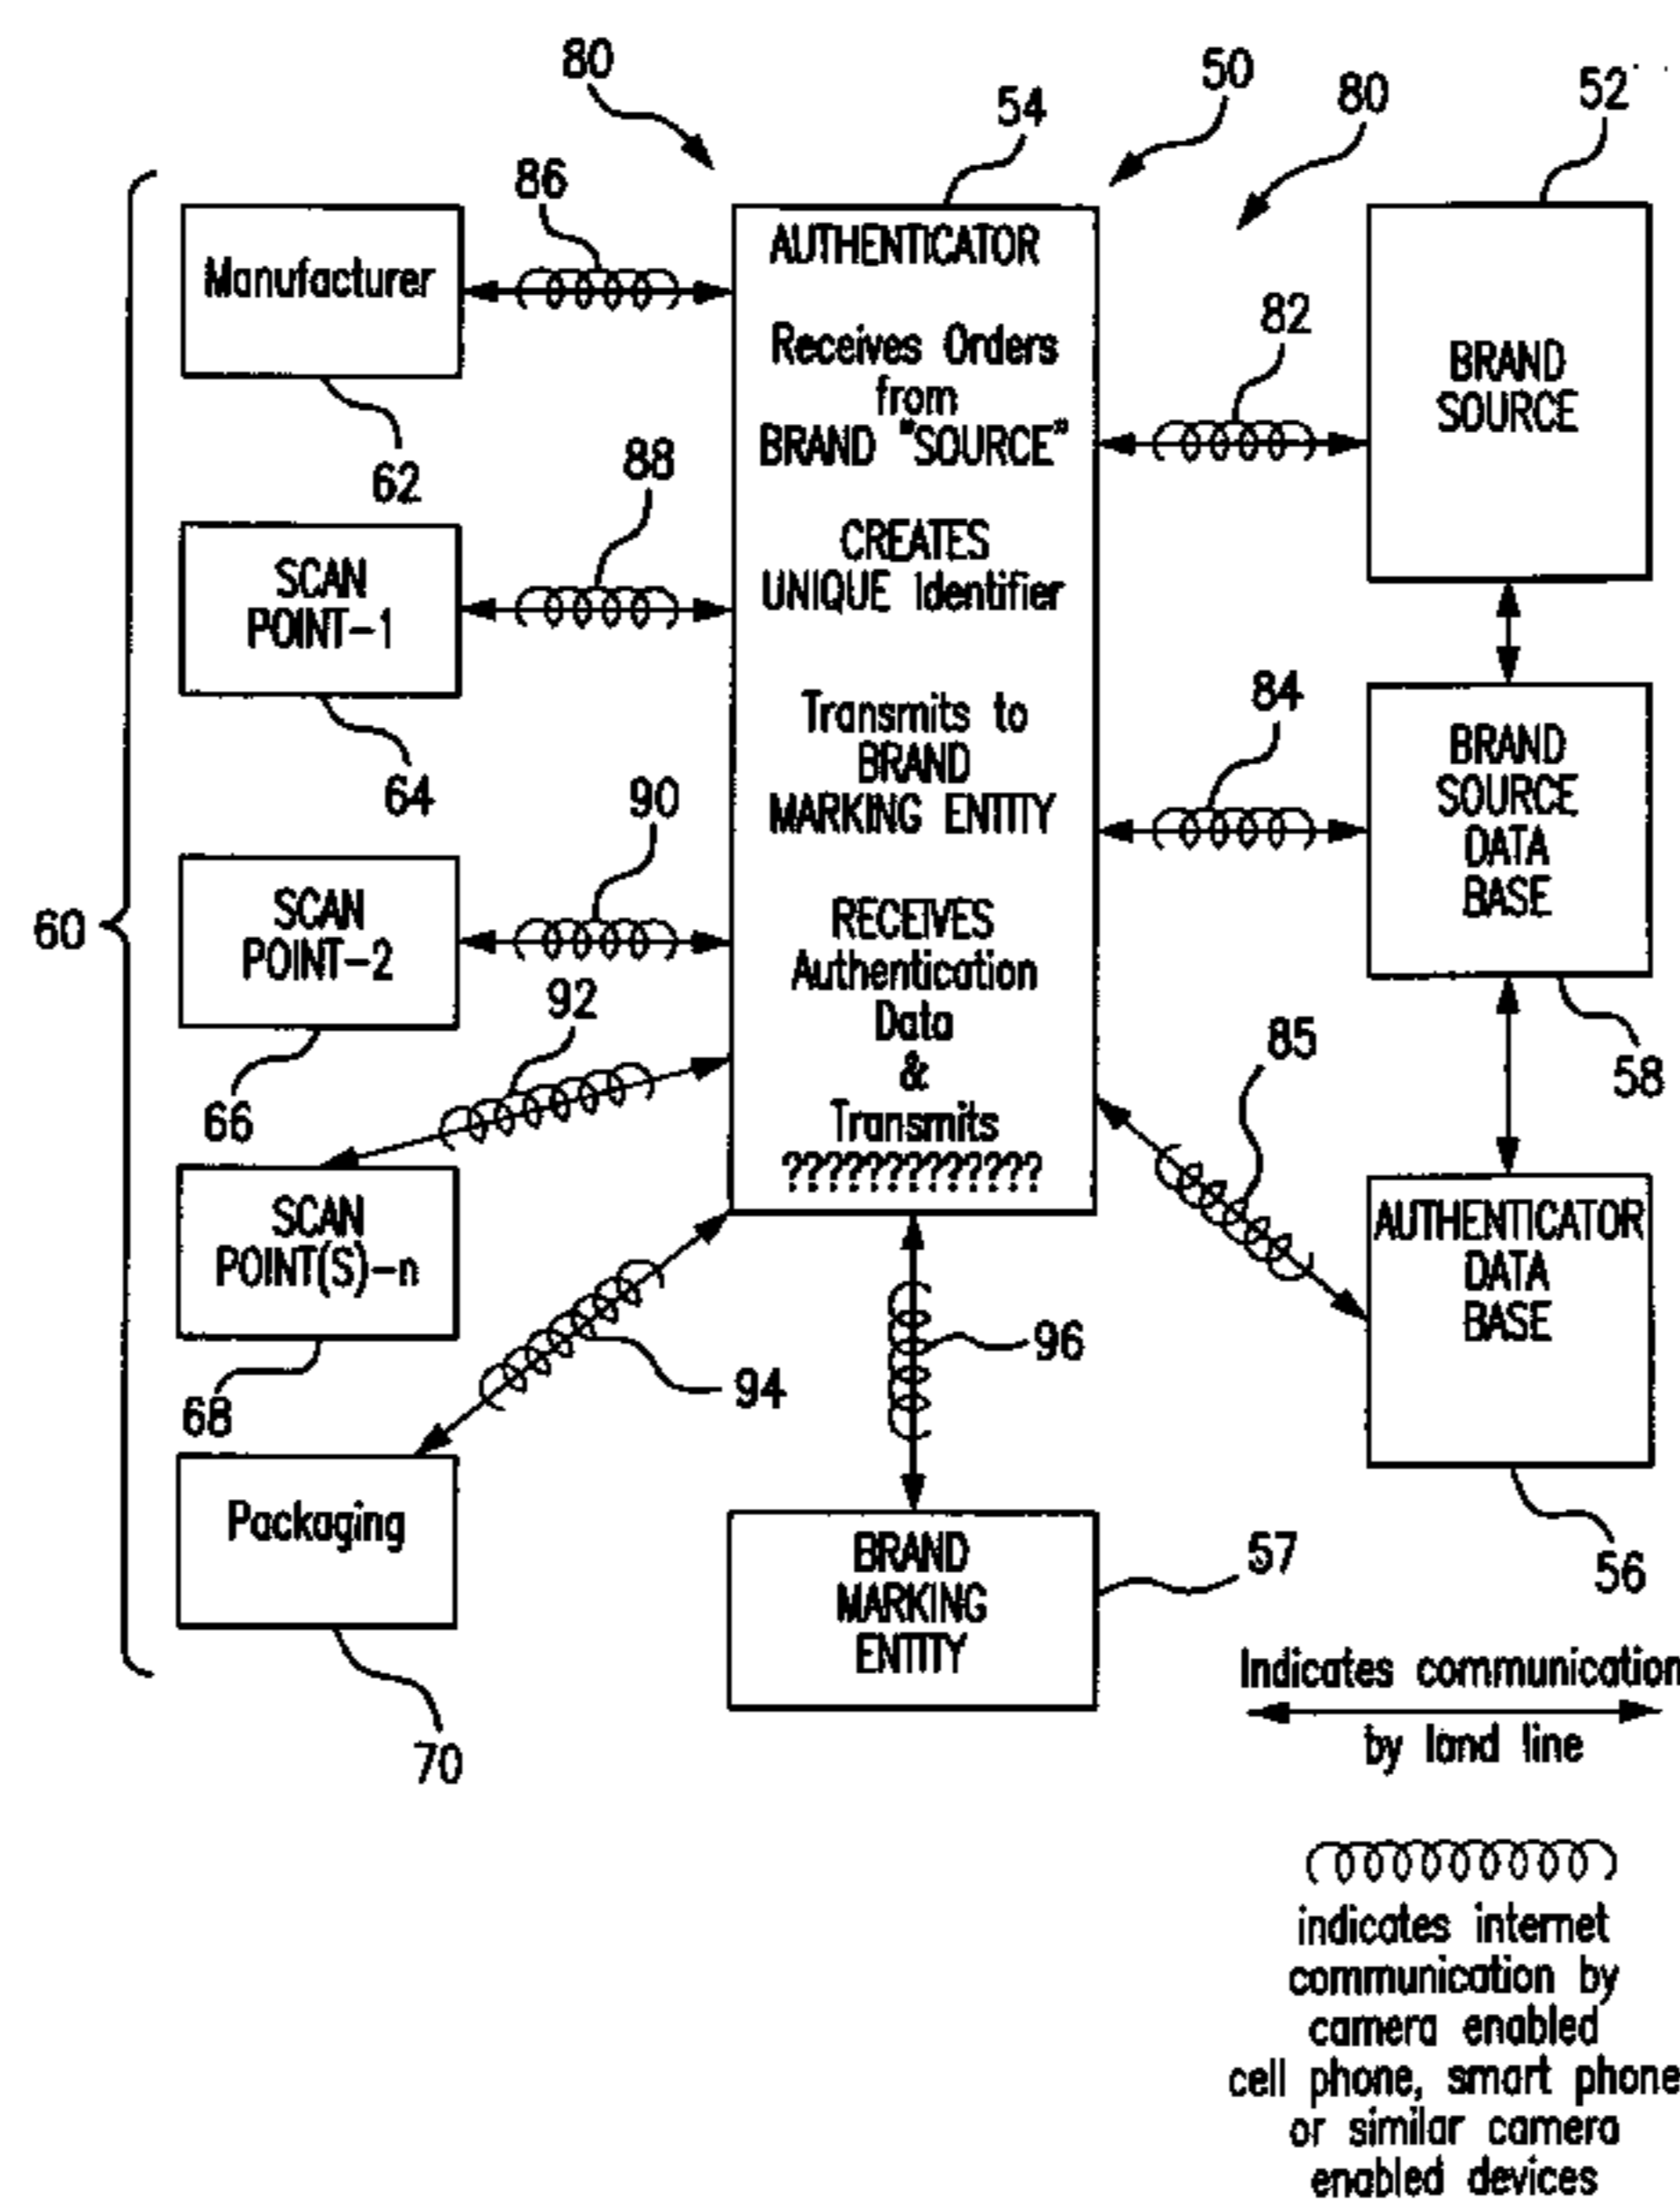 80
50
80
52
54
86
Manufacturer
62
AUTHENTICATOR
Receives Orders
from
BRAND "SOURCE"
CREATES
UNIQUE Identifier
Transmits to
BRAND
MARKING ENTITY
RECEIVES
Authentication
Data
&
Transmits
?????????????
82
BRAND
SOURCE
88
SCAN
POINT-1
64
84
BRAND
SOURCE
DATA
BASE
58
90
60
SCAN
POINT-2
66
92
85
SCAN
POINT(S)-n
68
94
96
AUTHENTICATOR
DATA
BASE
56
Packaging
70
BRAND
MARKING
ENTITY
57
Indicates communication
by land line
indicates internet
communication by
camera enabled
cell phone, smart phone
or similar camera
enabled devices